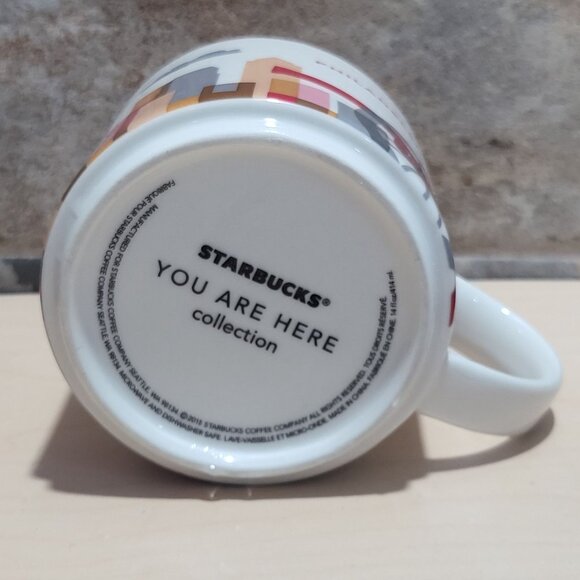 PHILA
STARBUCKS®
YOU ARE HERE
collection
MANUFACTURED FOR STARBUCKS COFFEE COMPANY SEATTLE, WA 98134. ©2015 STARBUCKS COFFEE COMPANY ALL RIGHTS RESERVED. TOUS DROITS RÉSERVÉ.
FABRIQUÉ POUR STARBUCKS COFFEE COMPANY SEATTLE, WA 98134. MICROWAVE AND DISHWASHER SAFE. LAVE-VAISSELLE ET MICRO-ONDE. MADE IN CHINA. FABRIQUÉ EN CHINE. 14 fl oz/414 mL